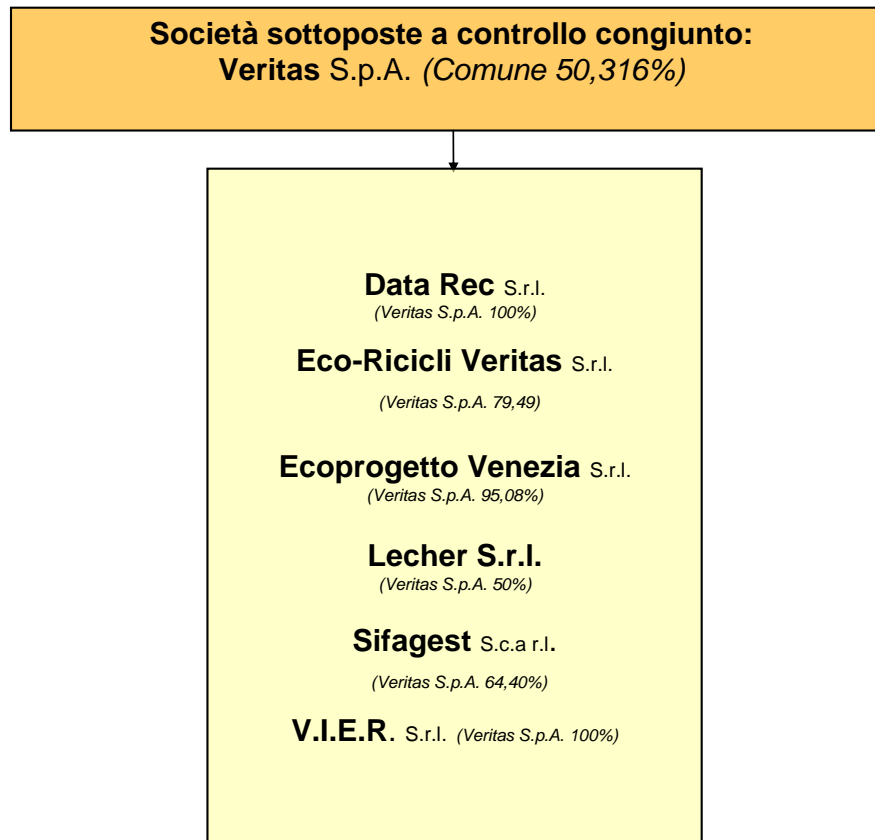 Società sottoposte a controllo congiunto:
Veritas S.p.A. (Comune 50,316%)
Data Rec S.r.l.
(Veritas S.p.A. 100%)
Eco-Ricicli Veritas S.r.l.
(Veritas S.p.A. 79,49)
Ecoprogetto Venezia S.r.l.
(Veritas S.p.A. 95,08%)
Lecher S.r.l.
(Veritas S.p.A. 50%)
Sifagest S.c.a r.l.
(Veritas S.p.A. 64,40%)
V.I.E.R. S.r.l. (Veritas S.p.A. 100%)